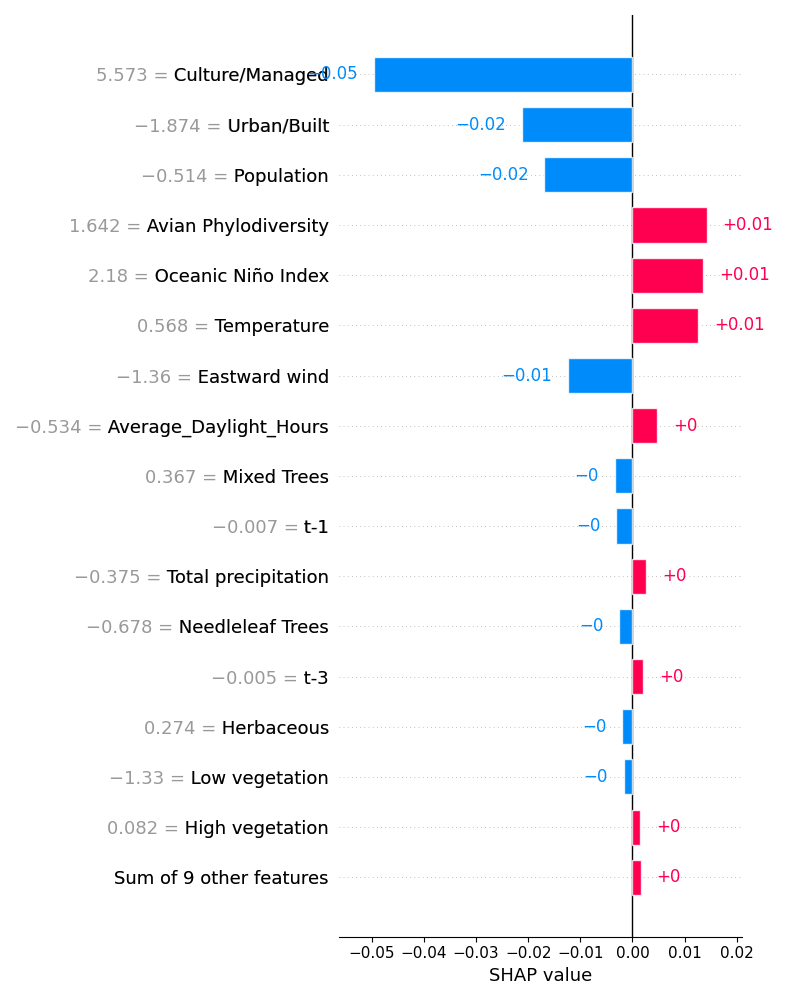 5.573 = Culture/Managed −0.05
−1.874 = Urban/Built −0.02
−0.514 = Population −0.02
1.642 = Avian Phylodiversity +0.01
2.18 = Oceanic Niño Index +0.01
0.568 = Temperature +0.01
−1.36 = Eastward wind −0.01
−0.534 = Average_Daylight_Hours +0
0.367 = Mixed Trees −0
−0.007 = t-1 −0
−0.375 = Total precipitation +0
−0.678 = Needleleaf Trees −0
−0.005 = t-3 +0
0.274 = Herbaceous −0
−1.33 = Low vegetation −0
0.082 = High vegetation +0
Sum of 9 other features +0
−0.05 −0.04 −0.03 −0.02 −0.01 0.00 0.01 0.02
SHAP value